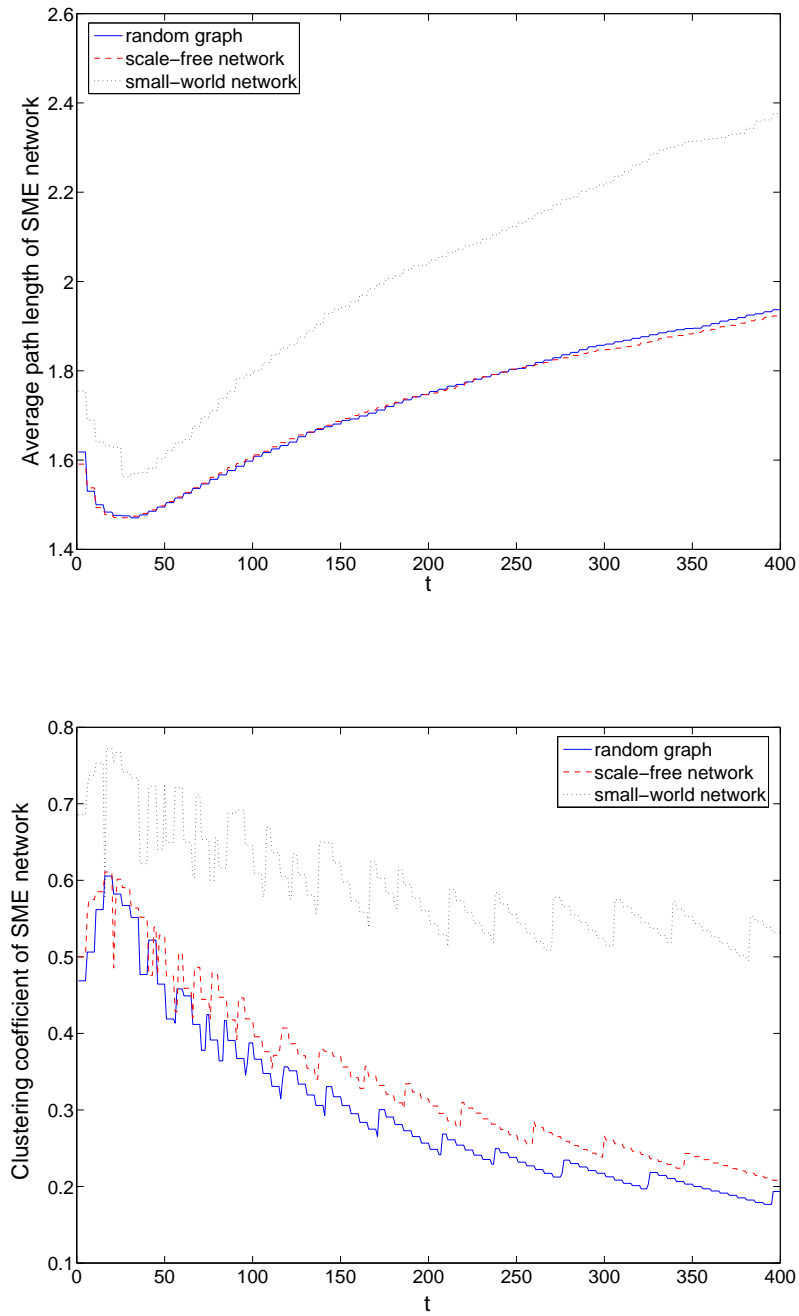 2.6
random graph
scale-free network
small-world network
2.4
2.2
2
1.8
1.6
1.4
Average path length of SME network
0 50 100 150 200 250 300 350 400
t
0.8
random graph
scale-free network
small-world network
0.7
0.6
0.5
0.4
0.3
0.2
0.1
Clustering coefficient of SME network
0 50 100 150 200 250 300 350 400
t